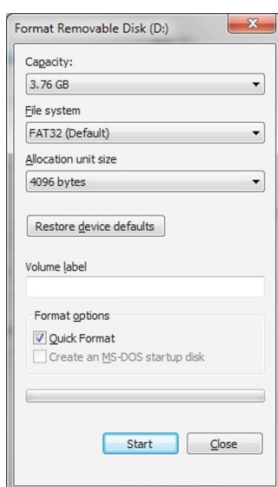 Format Removable Disk (D:)
Capacity:
3.76 GB
File system
FAT32 (Default)
Allocation unit size
4096 bytes
Restore device defaults
Volume label
Format options
Quick Format
Create an MS-DOS startup disk
Start
Close